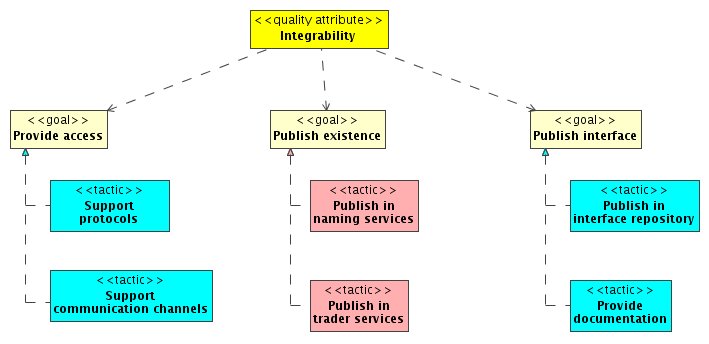 <<quality attribute>>
Integrability
<<goal>>
Provide access
<<goal>>
Publish existence
<<goal>>
Publish interface
<<tactic>>
Support
protocols
<<tactic>>
Publish in
naming services
<<tactic>>
Publish in
interface repository
<<tactic>>
Support
communication channels
<<tactic>>
Publish in
trader services
<<tactic>>
Provide
documentation